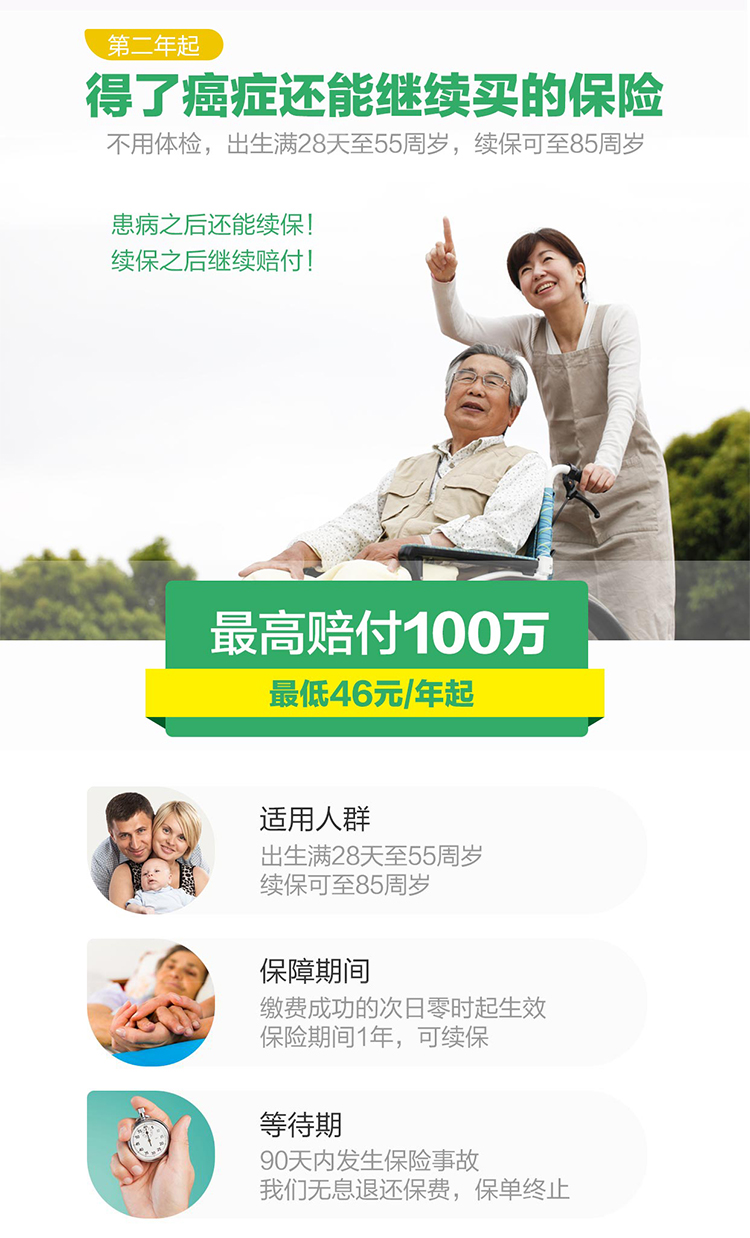 第二年起
得了癌症还能继续买的保险
不用体检，出生满28天至55周岁，续保可至85周岁
患病之后还能续保！
续保之后继续赔付！
最高赔付100万
最低46元/年起
适用人群
出生满28天至55周岁
续保可至85周岁
保障期间
缴费成功的次日零时起生效
保险期间1年，可续保
等待期
90天内发生保险事故
我们无息退还保费，保单终止